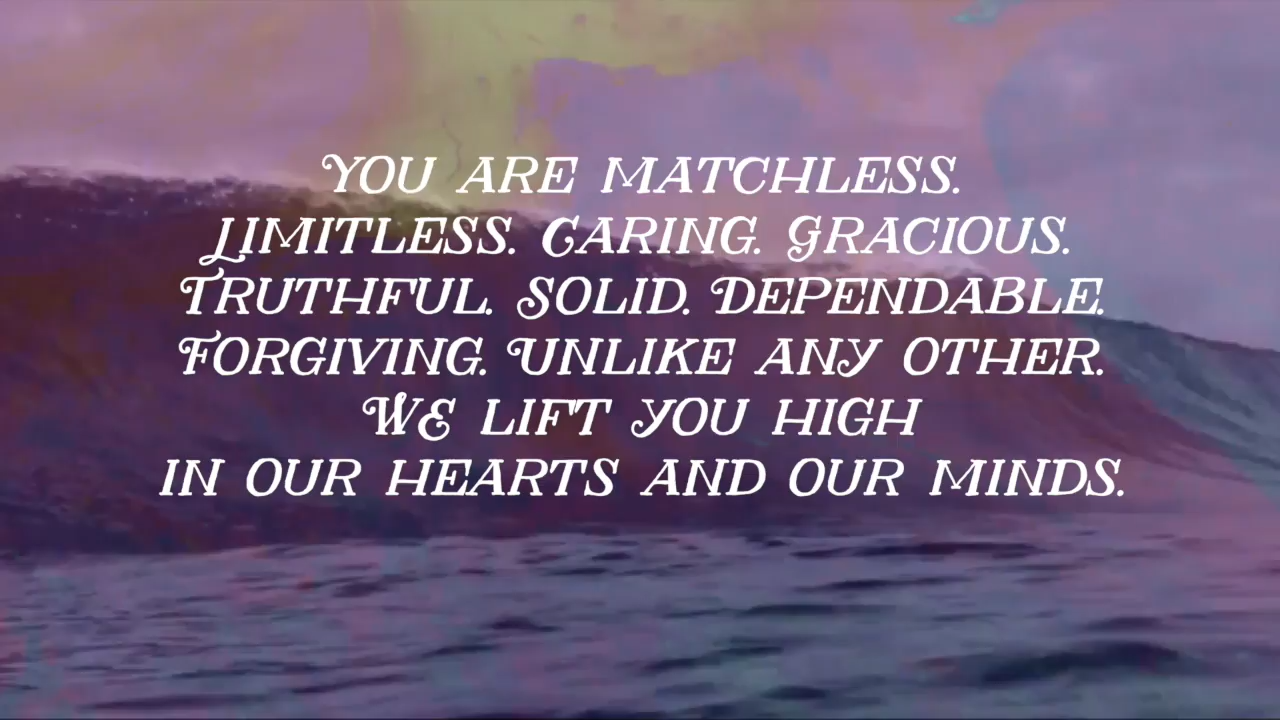 YOU ARE MATCHLESS.
LIMITLESS. CARING. GRACIOUS.
TRUTHFUL. SOLID. DEPENDABLE.
FORGIVING. UNLIKE ANY OTHER.
WE LIFT YOU HIGH
IN OUR HEARTS AND OUR MINDS.